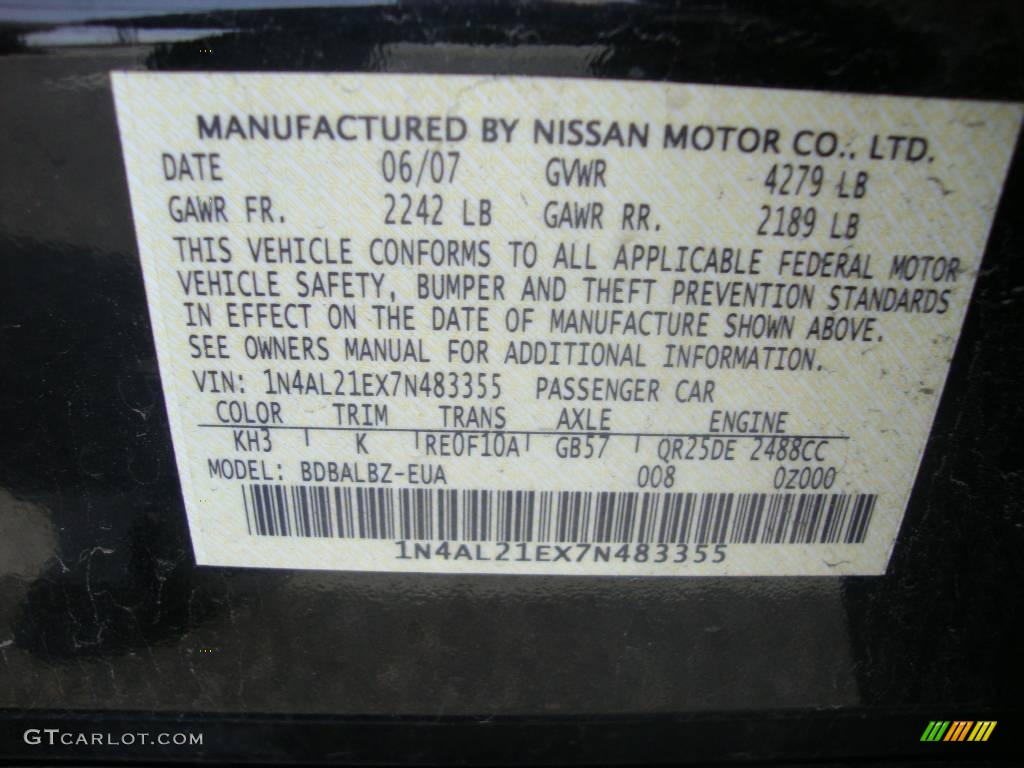 MANUFACTURED BY NISSAN MOTOR CO., LTD.
DATE 06/07 GVWR 4279 LB
GAWR FR. 2242 LB GAWR RR. 2189 LB
THIS VEHICLE CONFORMS TO ALL APPLICABLE FEDERAL MOTOR
VEHICLE SAFETY, BUMPER AND THEFT PREVENTION STANDARDS
IN EFFECT ON THE DATE OF MANUFACTURE SHOWN ABOVE.
SEE OWNERS MANUAL FOR ADDITIONAL INFORMATION.
VIN: 1N4AL21EX7N483355 PASSENGER CAR
COLOR TRIM TRANS AXLE ENGINE
KH3 K RE0F10A GB57 QR25DE 2488CC
MODEL: BDBALBZ-EUA 008 0Z000
1N4AL21EX7N483355
GTCARLOT.COM